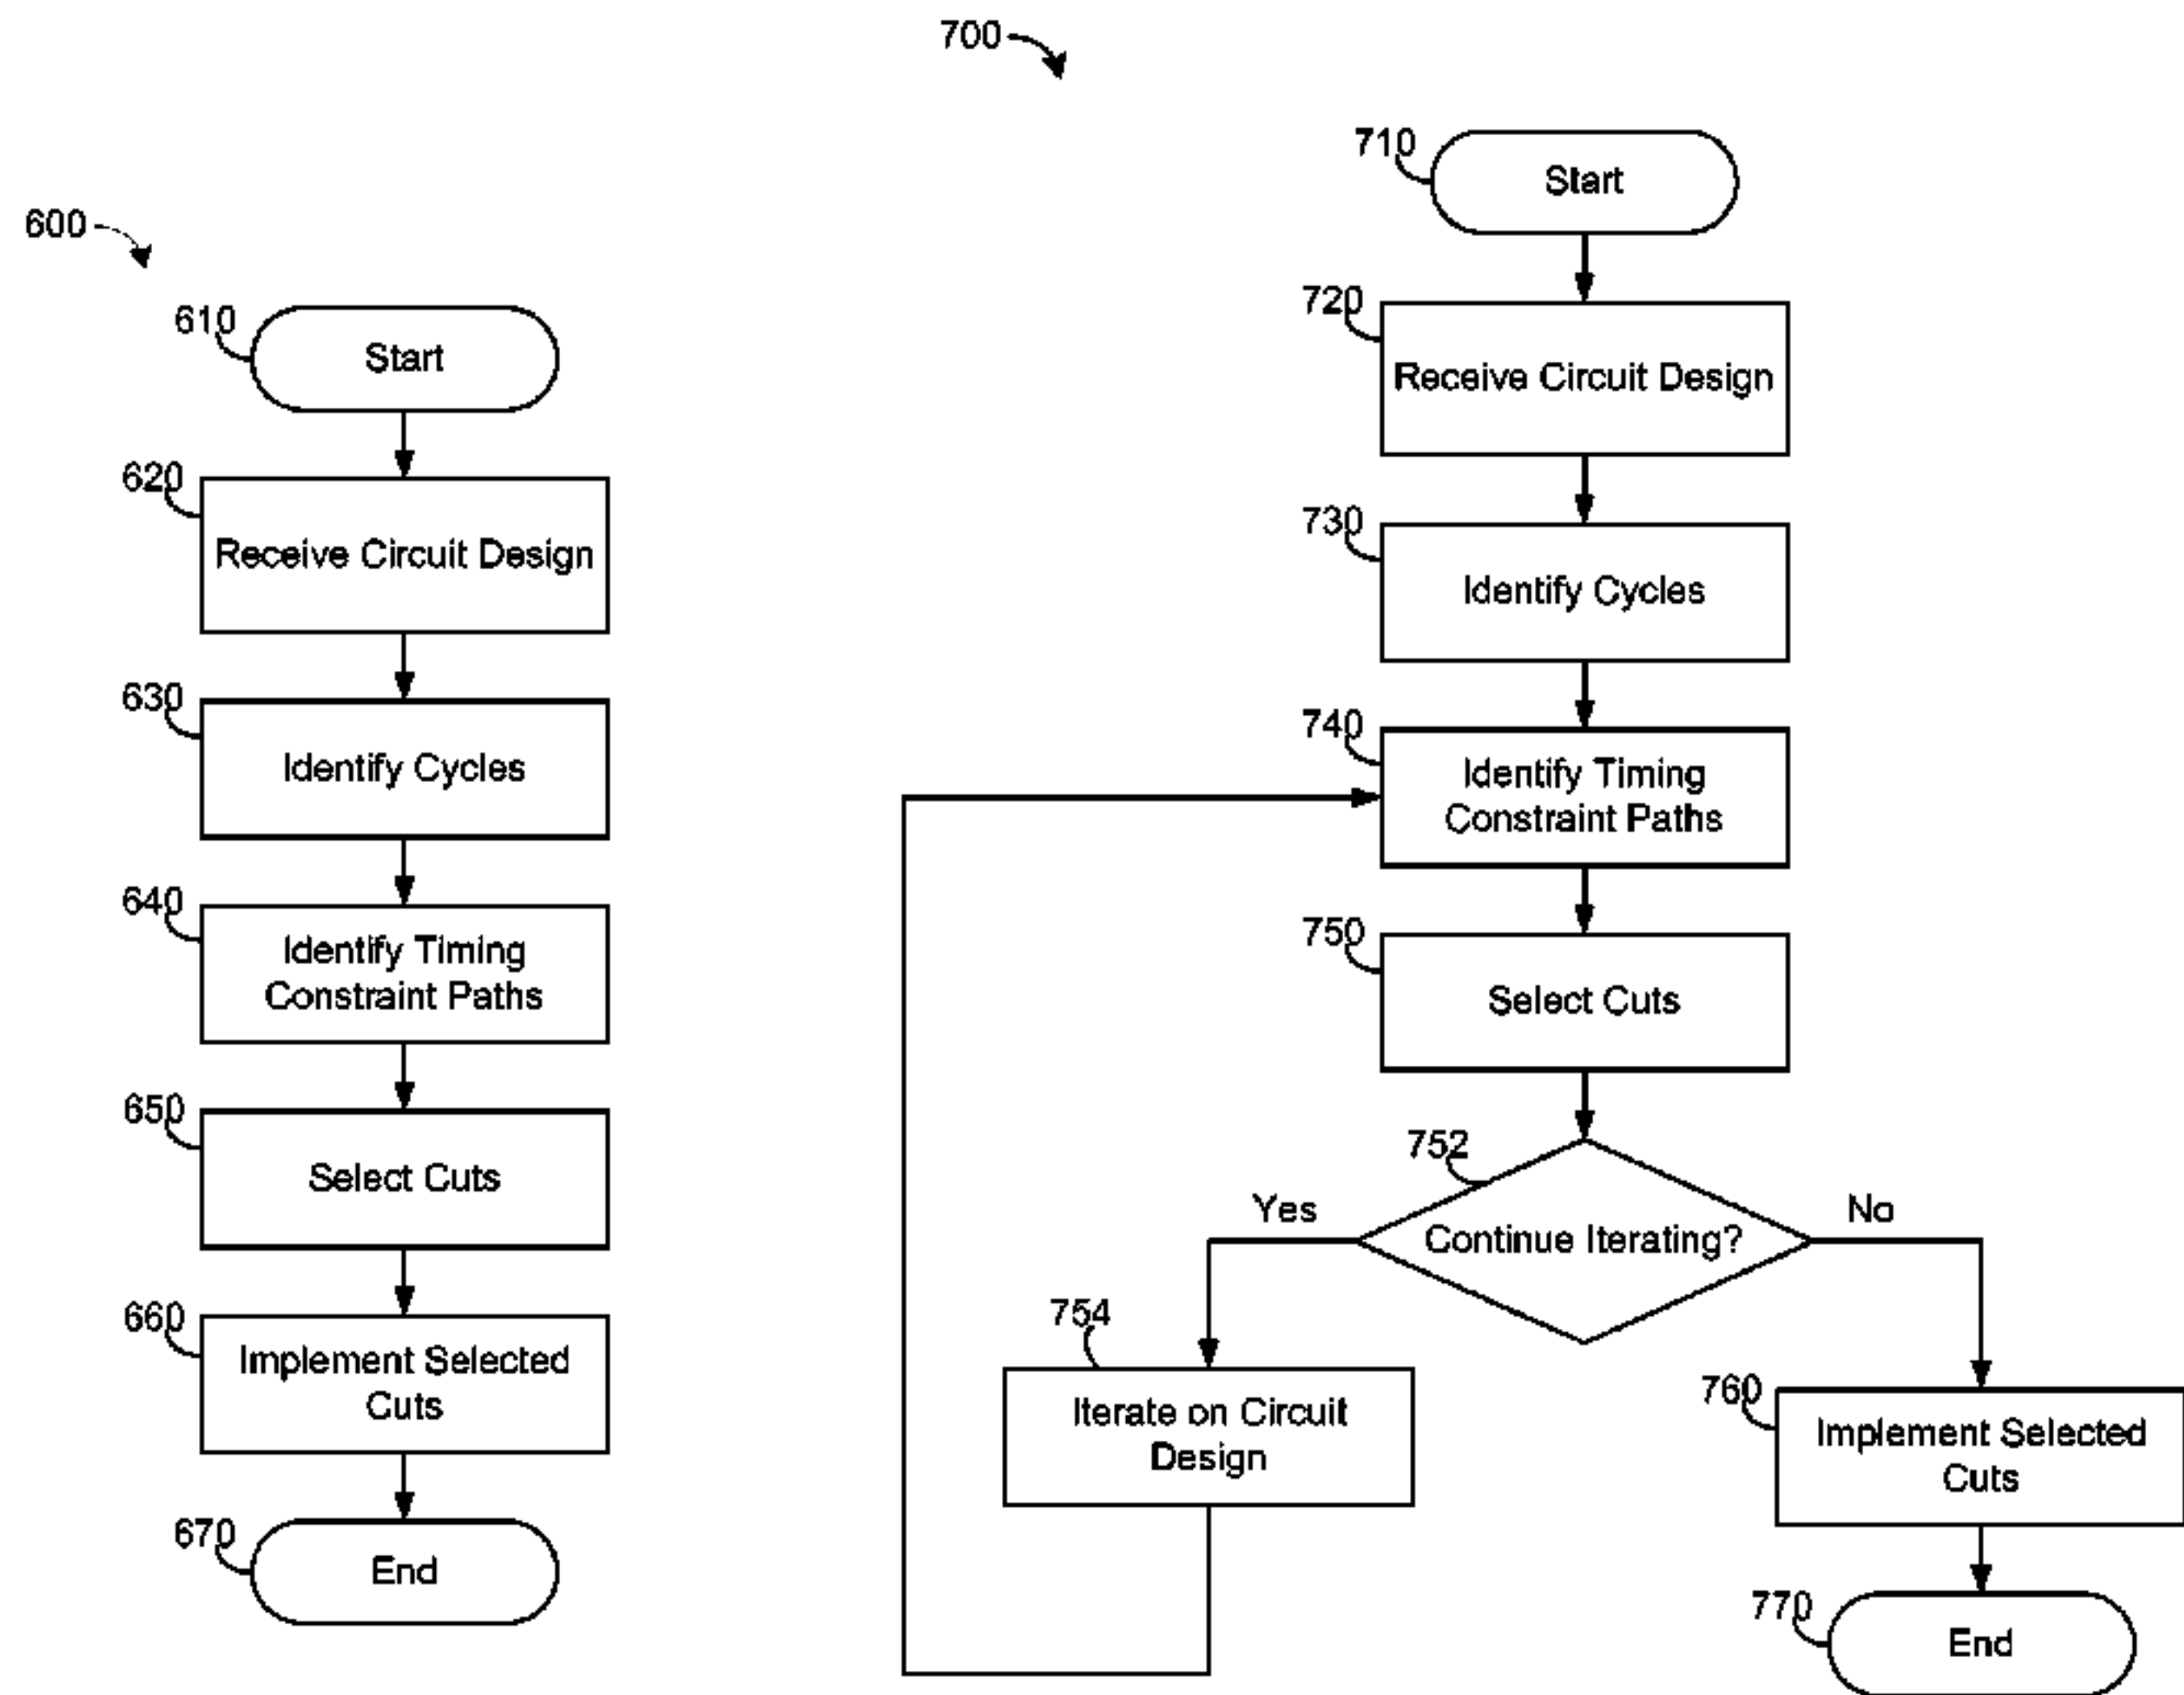 600
610
Start
620
Receive Circuit Design
630
Identify Cycles
640
Identify Timing
Constraint Paths
650
Select Cuts
660
Implement Selected
Cuts
670
End
700
710
Start
720
Receive Circuit Design
730
Identify Cycles
740
Identify Timing
Constraint Paths
750
Select Cuts
752
Continue Iterating?
Yes
No
754
Iterate on Circuit
Design
760
Implement Selected
Cuts
770
End